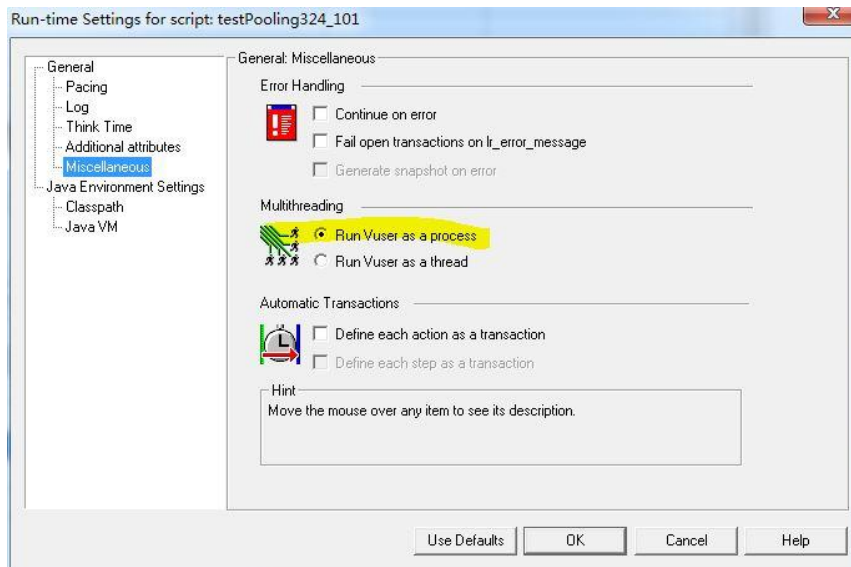 Run-time Settings for script: testPooling324_101
General
Pacing
Log
Think Time
Additional attributes
Miscellaneous
Java Environment Settings
Classpath
Java VM
General: Miscellaneous
Error Handling
Continue on error
Fail open transactions on lr_error_message
Generate snapshot on error
Multithreading
Run Vuser as a process
Run Vuser as a thread
Automatic Transactions
Define each action as a transaction
Define each step as a transaction
Hint
Move the mouse over any item to see its description.
Use Defaults OK Cancel Help